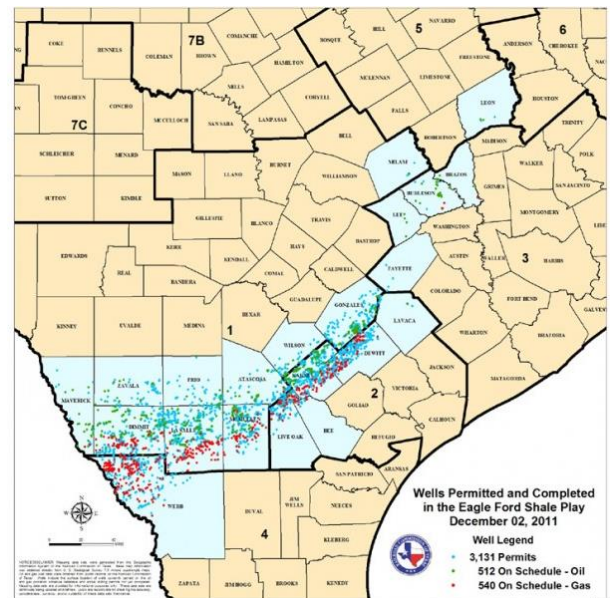 COKE
RUNNELS
COLEMAN
7B
BROWN
COMANCHE
BOSQUE
HILL
5
NAVARRO
ANDERSON
6
CHEROKEE
HAMILTON
FREESTONE
TOM GREEN
CONCHO
MILLS
MCLENNAN
LIMESTONE
CORYELL
LEON
HOUSTON
7C
MCCULLOCH
SAN SABA
LAMPASAS
FALLS
TRINITY
ROBERTSON
MADISON
POLK
SCHLEICHER
MENARD
BELL
MILAM
BRAZOS
WALKER
MASON
LLANO
BURNET
WILLIAMSON
BURLESON
GRIMES
SAN JACINTO
SUTTON
KIMBLE
LEE
MONTGOMERY
GILLESPIE
BLANCO
TRAVIS
WASHINGTON
EDWARDS
KERR
HAYS
BASTROP
AUSTIN
WALLER
3
HARRIS
REAL
KENDALL
COMAL
CALDWELL
FAYETTE
BANDERA
COLORADO
FORT BEND
GUADALUPE
GONZALES
KINNEY
UVALDE
MEDINA
1
BEXAR
LAVACA
WHARTON
BRAZORIA
WILSON
DEWITT
JACKSON
MATAGORDA
MAVERICK
ZAVALA
FRIO
ATASCOSA
2
VICTORIA
DIMMIT
GOLIAD
CALHOUN
LIVE OAK
BEE
REFUGIO
WEBB
SAN PATRICIO
ARANSAS
DUVAL
JIM
WELLS
NUECES
4
KLEBERG
ZAPATA
JIM HOGG
BROOKS
KENEDY
Wells Permitted and Completed
in the Eagle Ford Shale Play
December 02, 2011
Well Legend
3,131 Permits
512 On Schedule - Oil
540 On Schedule - Gas